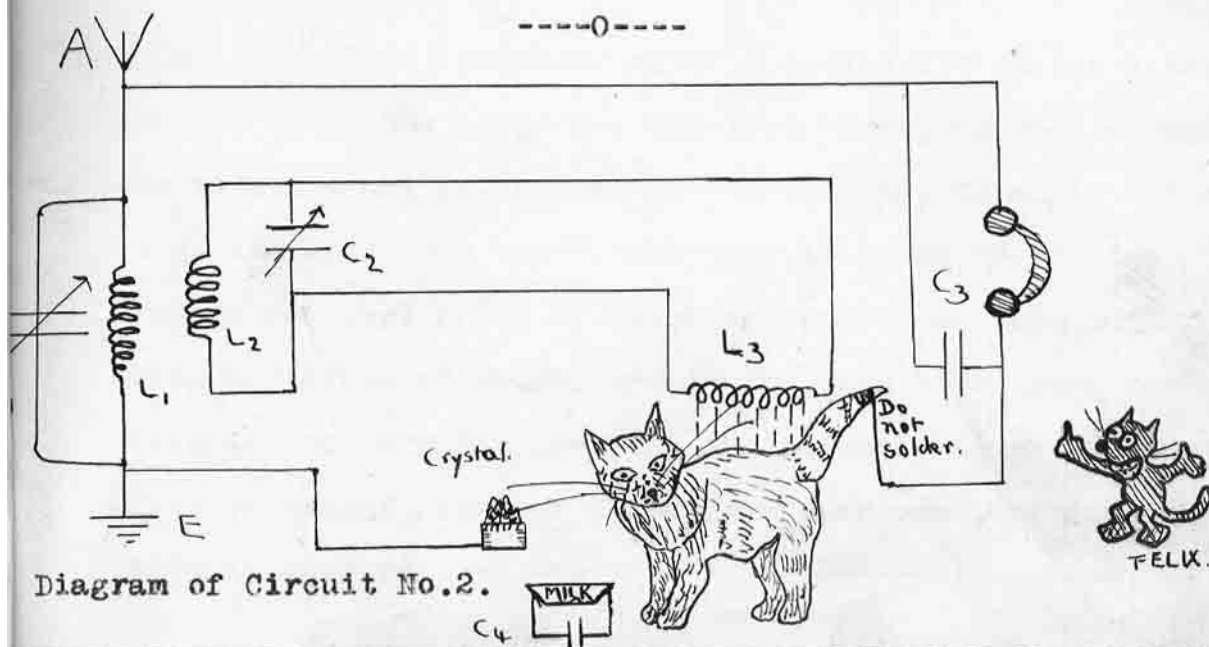 ----0----
A
C2
C3
L2
L3
L1
Do
not
solder.
Crystal.
E
FELIX.
Diagram of Circuit No.2.
MILK
C4